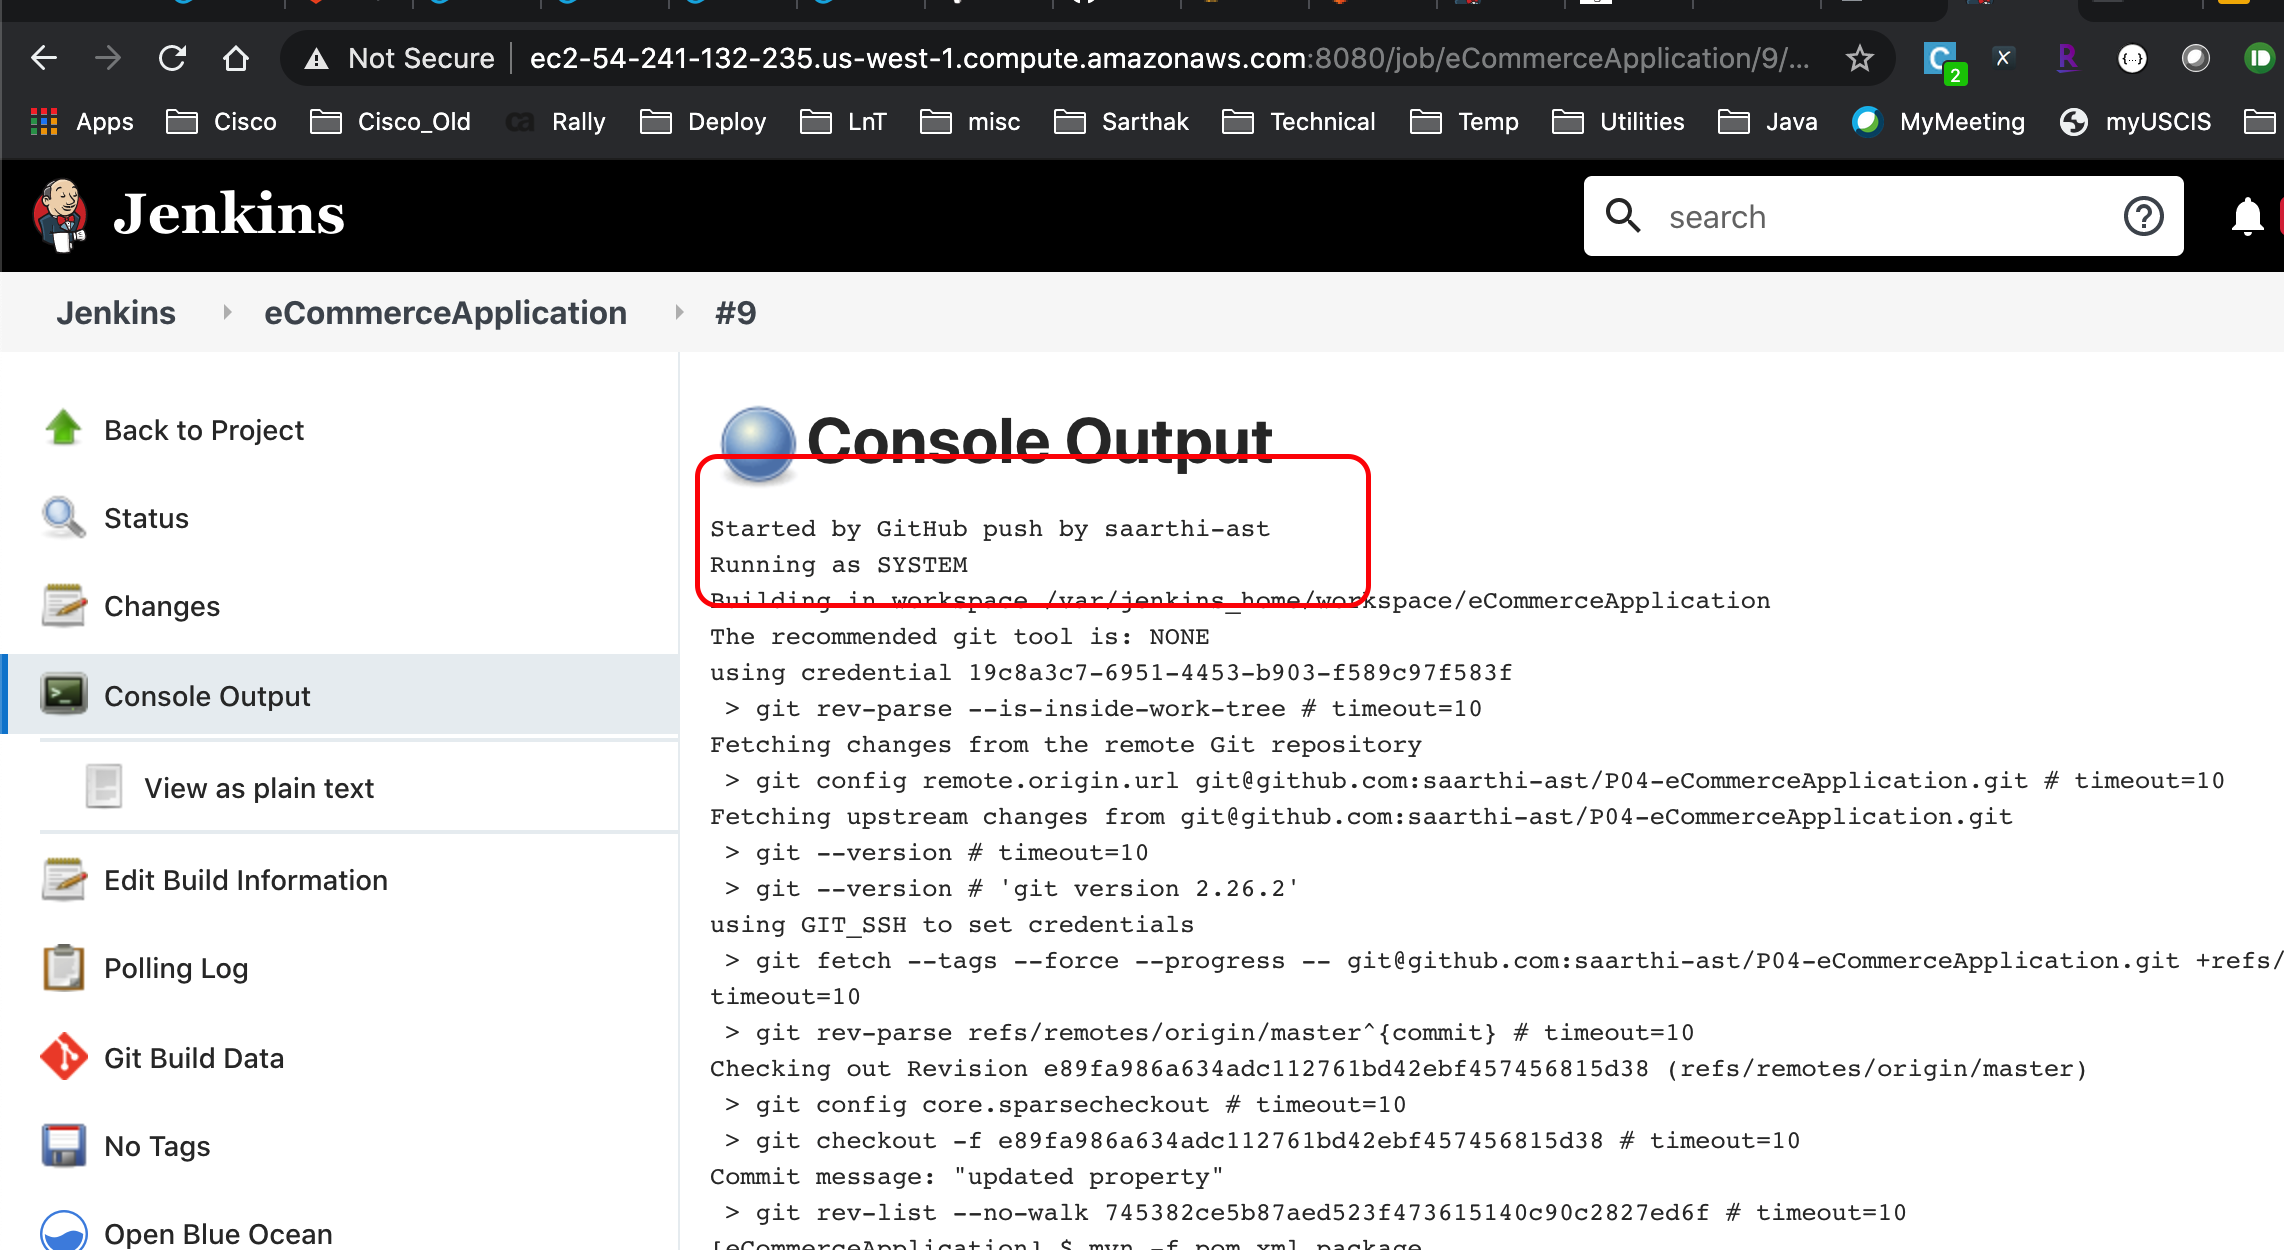 Not Secure ec2-54-241-132-235.us-west-1.compute.amazonaws.com:8080/job/eCommerceApplication/9/...
C 2 X R {...} ID
Apps Cisco Cisco_Old ca Rally Deploy LnT misc Sarthak Technical Temp Utilities Java MyMeeting myUSCIS
Jenkins search ?
Jenkins eCommerceApplication #9
Back to Project
Status
Changes
Console Output
View as plain text
Edit Build Information
Polling Log
Git Build Data
No Tags
Open Blue Ocean
Console Output
Started by GitHub push by saarthi-ast
Running as SYSTEM
Building in workspace /var/jenkins_home/workspace/eCommerceApplication
The recommended git tool is: NONE
using credential 19c8a3c7-6951-4453-b903-f589c97f583f
> git rev-parse --is-inside-work-tree # timeout=10
Fetching changes from the remote Git repository
> git config remote.origin.url git@github.com:saarthi-ast/P04-eCommerceApplication.git # timeout=10
Fetching upstream changes from git@github.com:saarthi-ast/P04-eCommerceApplication.git
> git --version # timeout=10
> git --version # 'git version 2.26.2'
using GIT_SSH to set credentials
> git fetch --tags --force --progress -- git@github.com:saarthi-ast/P04-eCommerceApplication.git +refs/
timeout=10
> git rev-parse refs/remotes/origin/master^{commit} # timeout=10
Checking out Revision e89fa986a634adc112761bd42ebf457456815d38 (refs/remotes/origin/master)
> git config core.sparsecheckout # timeout=10
> git checkout -f e89fa986a634adc112761bd42ebf457456815d38 # timeout=10
Commit message: "updated property"
> git rev-list --no-walk 745382ce5b87aed523f473615140c90c2827ed6f # timeout=10
[eCommerceApplication] $ mvn -f pom.xml package